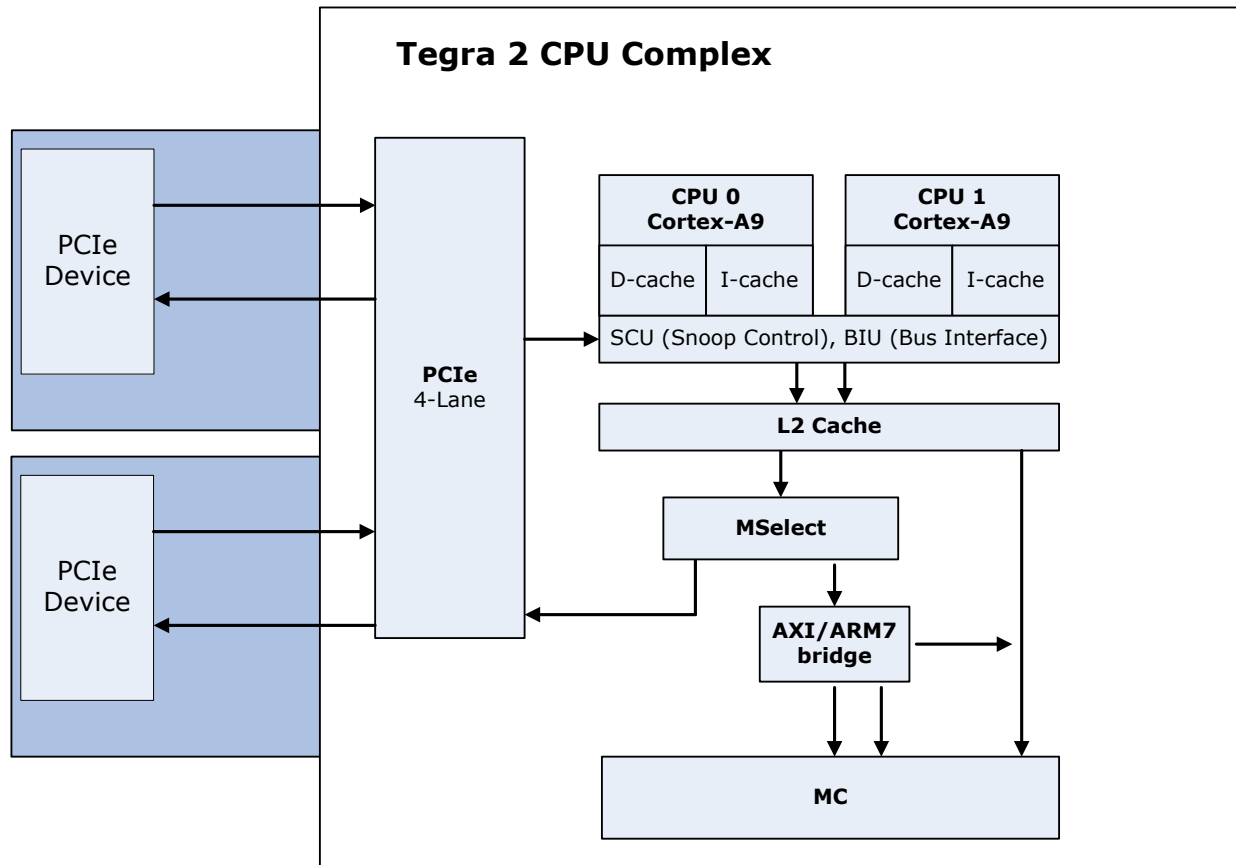 Tegra 2 CPU Complex
PCIe
Device
PCIe
Device
PCIe
4-Lane
CPU 0
Cortex-A9
D-cache
I-cache
CPU 1
Cortex-A9
D-cache
I-cache
SCU (Snoop Control), BIU (Bus Interface)
L2 Cache
MSelect
AXI/ARM7
bridge
MC